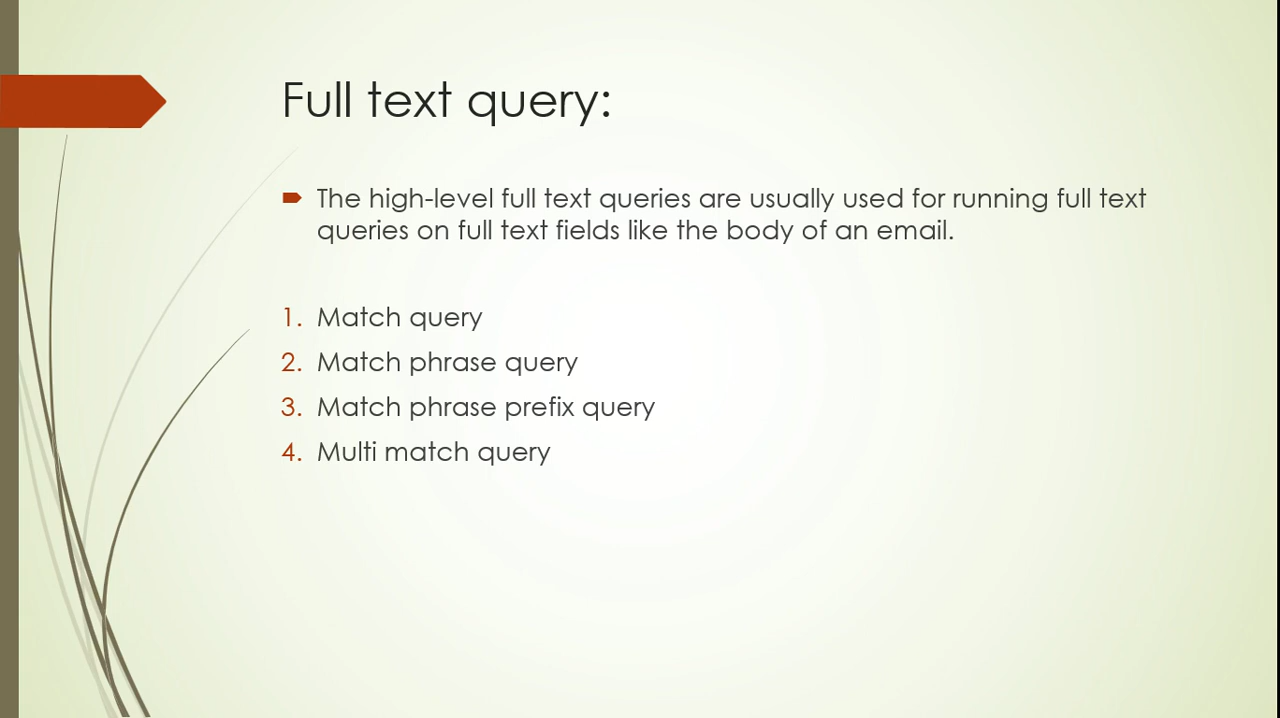 Full text query:
The high-level full text queries are usually used for running full text
queries on full text fields like the body of an email.
1. Match query
2. Match phrase query
3. Match phrase prefix query
4. Multi match query